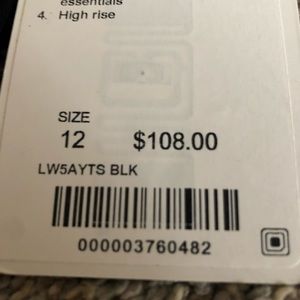 essentials
4. High rise
SIZE
12 $108.00
LW5AYTS BLK
000003760482